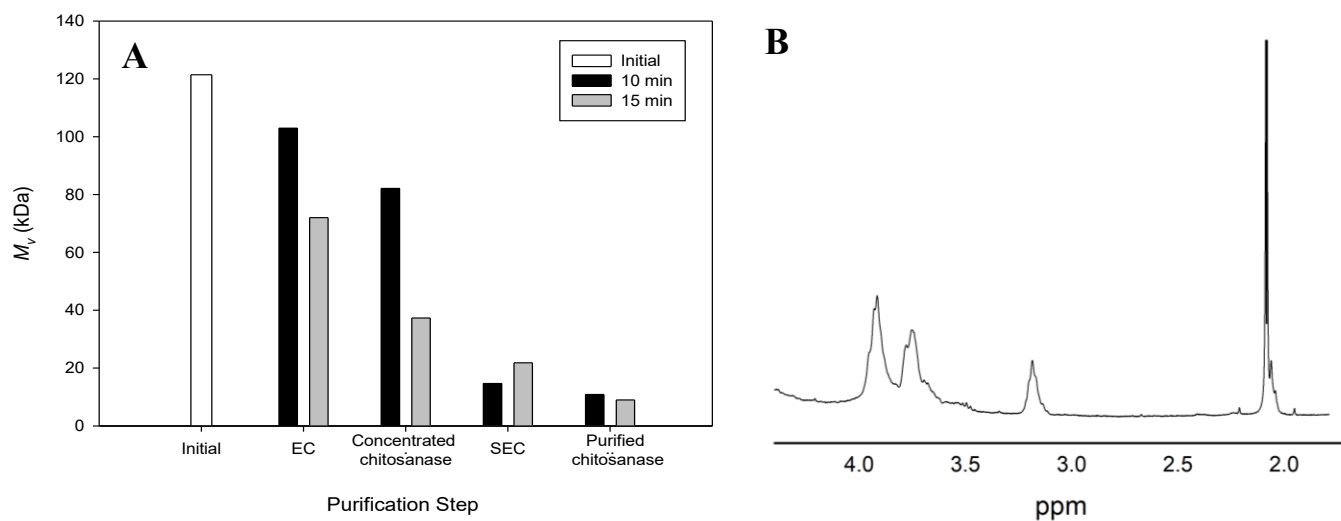 A
140
120
100
80
60
40
20
0
M_v (kDa)
Initial
10 min
15 min
Initial
EC
Concentrated
chitosanase
SEC
Purified
chitosanase
Purification Step
B
4.0 3.5 3.0 2.5 2.0
ppm